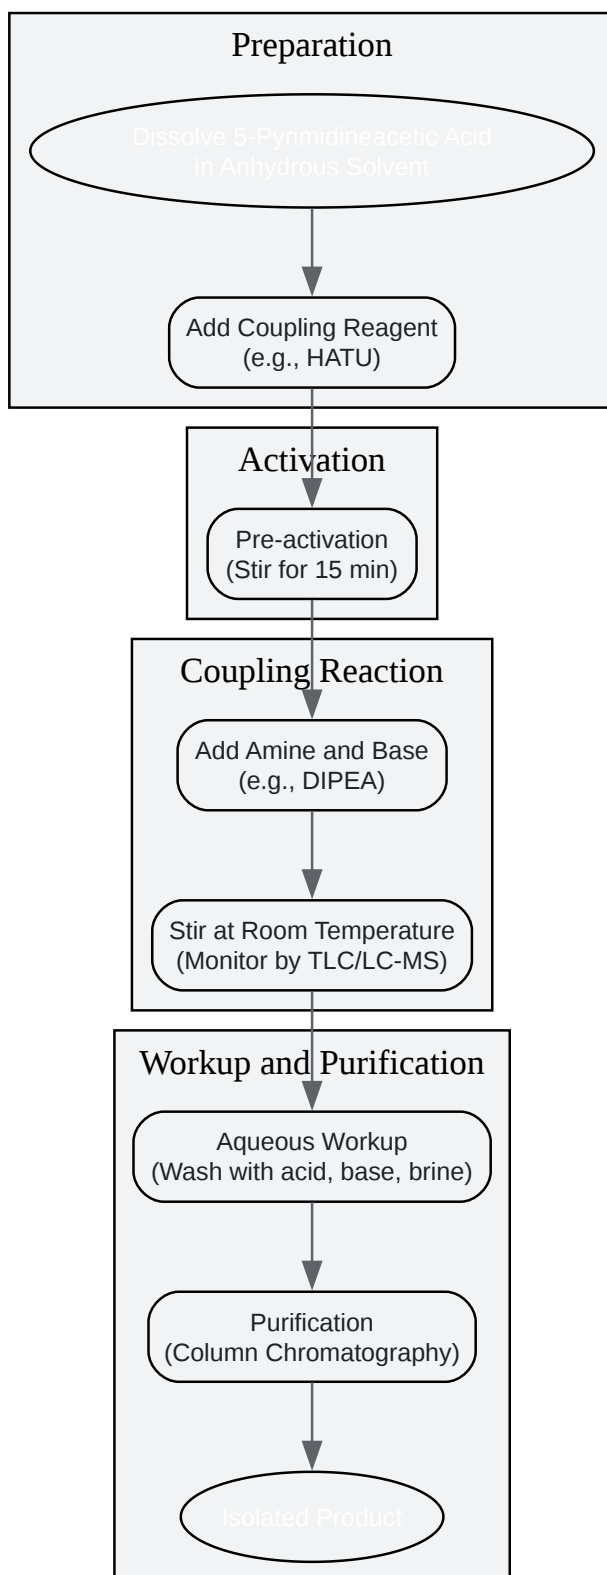 Preparation
Dissolve 5-Pyrimidineacetic Acid
in Anhydrous Solvent
Add Coupling Reagent
(e.g., HATU)
Activation
Pre-activation
(Stir for 15 min)
Coupling Reaction
Add Amine and Base
(e.g., DIPEA)
Stir at Room Temperature
(Monitor by TLC/LC-MS)
Workup and Purification
Aqueous Workup
(Wash with acid, base, brine)
Purification
(Column Chromatography)
Isolated Product